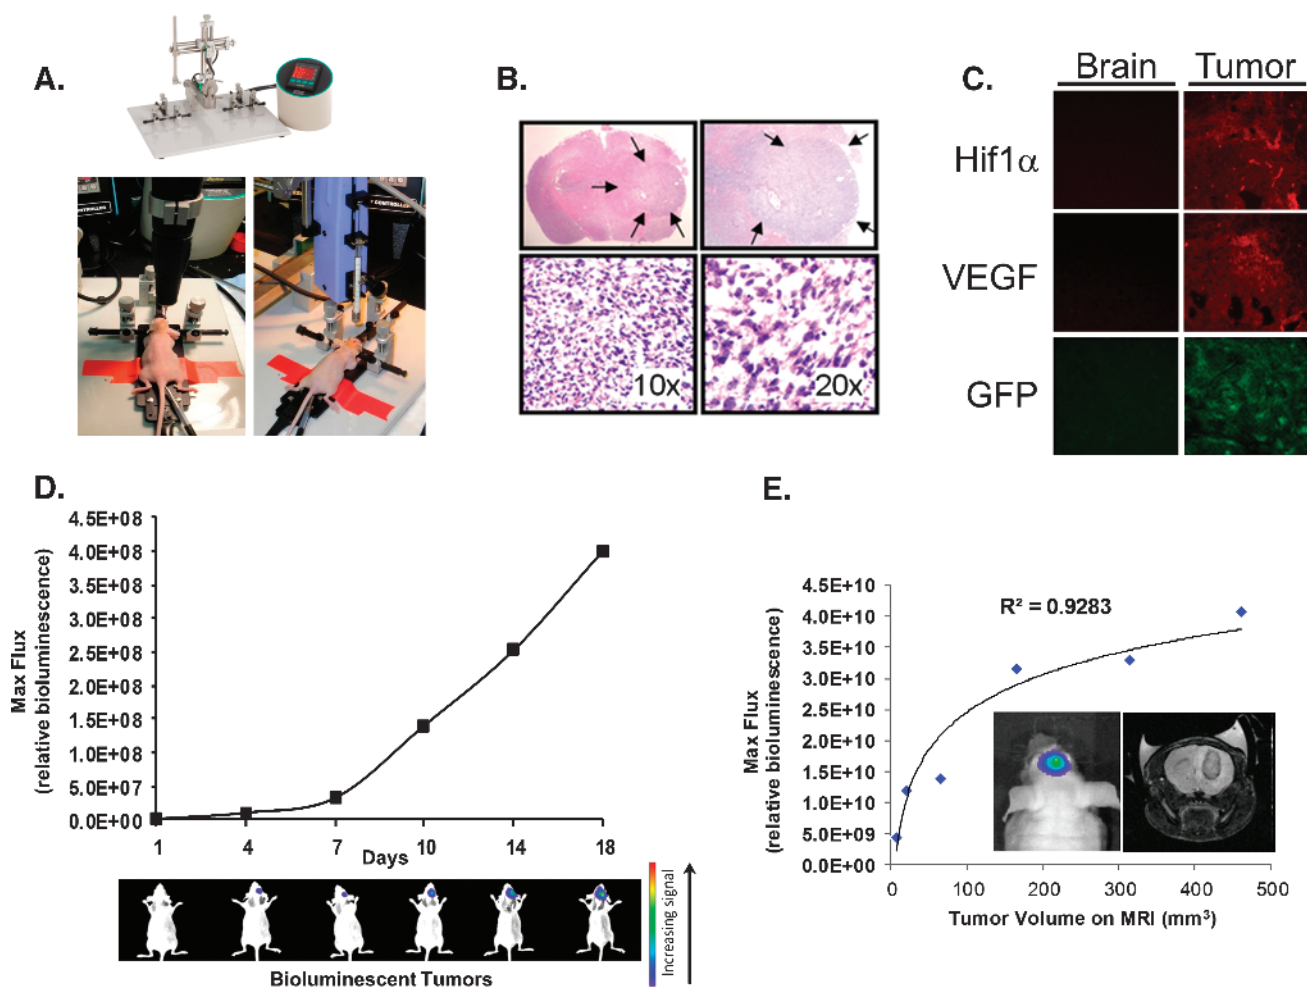 A.
B.
10x
20x
C.
Brain
Tumor
Hif1α
VEGF
GFP
D.
Max Flux
(relative bioluminescence)
4.5E+08
4.0E+08
3.5E+08
3.0E+08
2.5E+08
2.0E+08
1.5E+08
1.0E+08
5.0E+07
0.0E+00
1 4 7 10 14 18
Days
Increasing signal
Bioluminescent Tumors
E.
Max Flux
(relative bioluminescence)
4.5E+10
4.0E+10
3.5E+10
3.0E+10
2.5E+10
2.0E+10
1.5E+10
1.0E+10
5.0E+09
0.0E+00
R² = 0.9283
0 100 200 300 400 500
Tumor Volume on MRI (mm³)